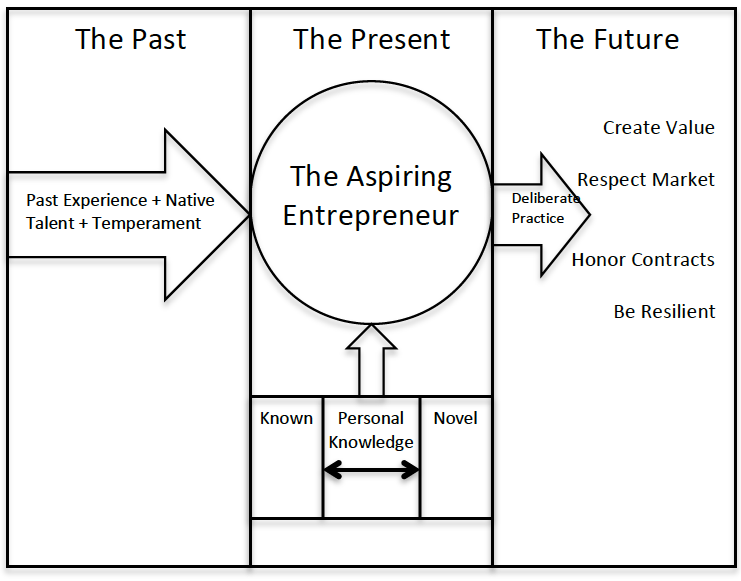 The Past
The Present
The Future
Past Experience + Native
Talent + Temperament
The Aspiring
Entrepreneur
Deliberate
Practice
Create Value
Respect Market
Honor Contracts
Be Resilient
Known
Personal
Knowledge
Novel